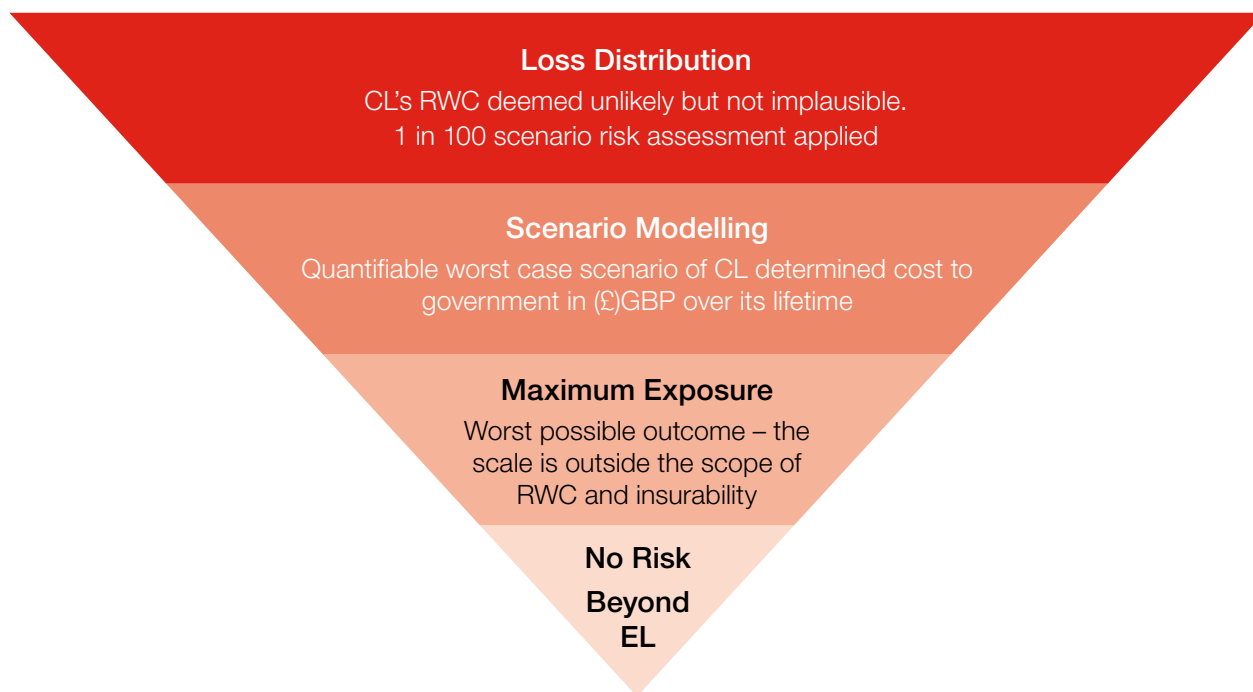 Loss Distribution
CL's RWC deemed unlikely but not implausible.
1 in 100 scenario risk assessment applied
Scenario Modelling
Quantifiable worst case scenario of CL determined cost to
government in (£)GBP over its lifetime
Maximum Exposure
Worst possible outcome – the
scale is outside the scope of
RWC and insurability
No Risk
Beyond
EL